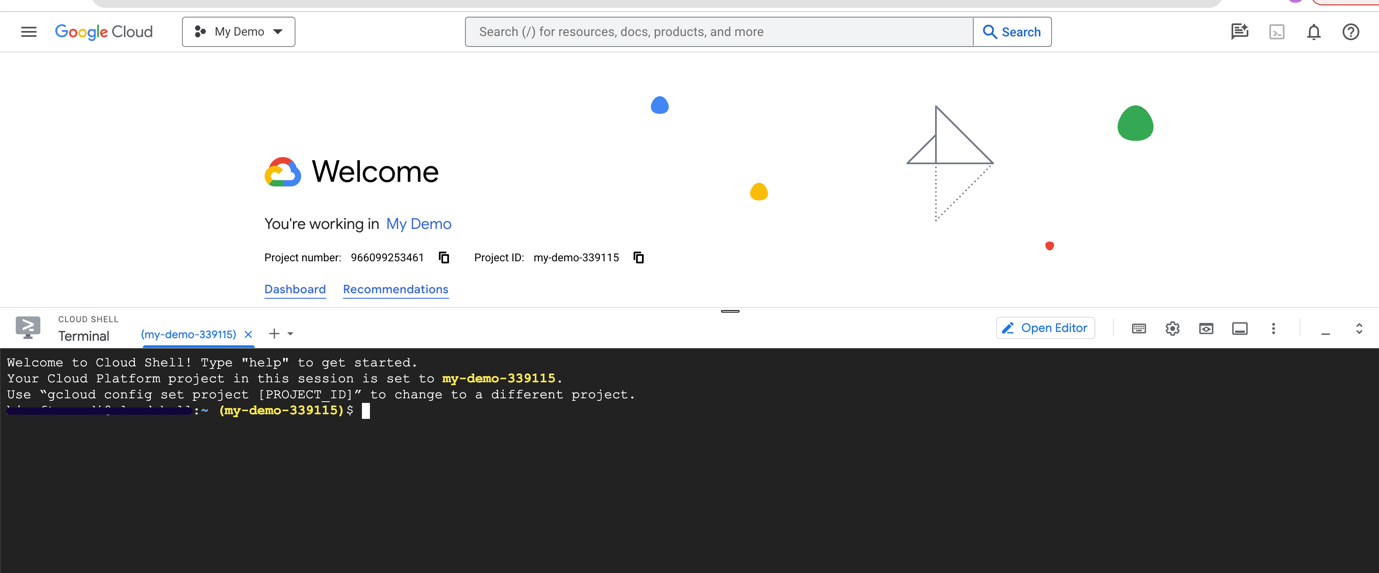 Google Cloud
My Demo
Search (/) for resources, docs, products, and more
Search
Welcome
You're working in My Demo
Project number: 966099253461 Project ID: my-demo-339115
Dashboard Recommendations
CLOUD SHELL
Terminal
(my-demo-339115)
Open Editor
Welcome to Cloud Shell! Type "help" to get started.
Your Cloud Platform project in this session is set to my-demo-339115.
Use “gcloud config set project [PROJECT_ID]” to change to a different project.
:~ (my-demo-339115)$